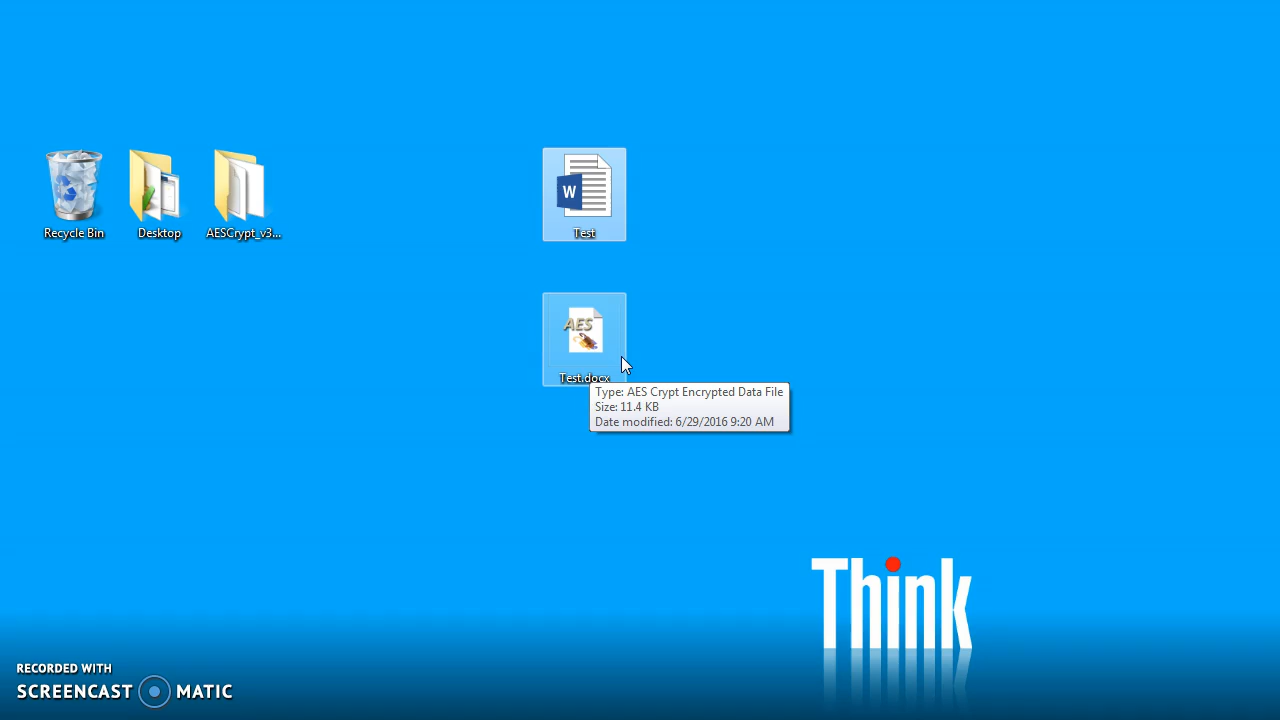 Recycle Bin
Desktop
AESCrypt_v3...
W
Test
AES
Test.docx
Type: AES Crypt Encrypted Data File
Size: 11.4 KB
Date modified: 6/29/2016 9:20 AM
Think
RECORDED WITH
SCREENCAST MATIC